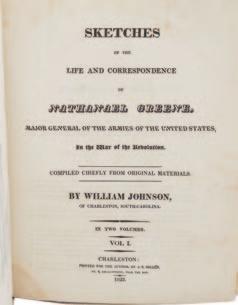 SKETCHES
OF THE
LIFE AND CORRESPONDENCE
OF
NATHANAEL GREENE,
MAJOR GENERAL OF THE ARMIES OF THE UNITED STATES,
In the War of the Revolution.
COMPILED CHIEFLY FROM ORIGINAL MATERIALS.
BY WILLIAM JOHNSON,
OF CHARLESTON, SOUTH-CAROLINA.
IN TWO VOLUMES.
VOL. I.
CHARLESTON:
PRINTED FOR THE AUTHOR, BY A. E. MILLER,
1822.